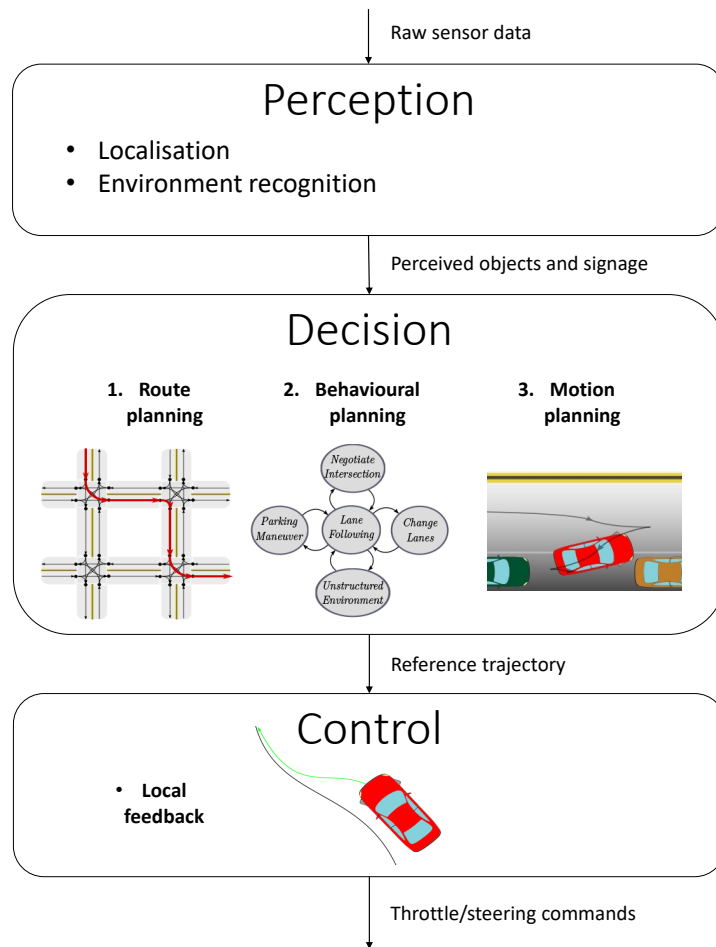 Raw sensor data
Perception
• Localisation
• Environment recognition
Perceived objects and signage
Decision
1. Route
planning
2. Behavioural
planning
3. Motion
planning
Negotiate
Intersection
Parking
Maneuver
Lane
Following
Change
Lanes
Unstructured
Environment
Reference trajectory
Control
• Local
feedback
Throttle/steering commands